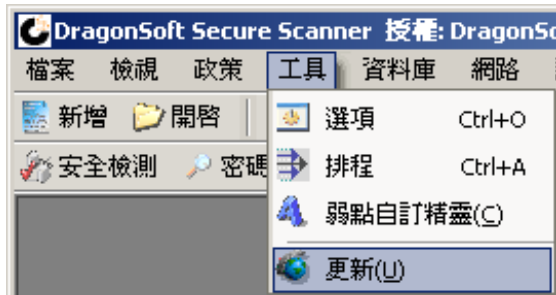 DragonSoft Secure Scanner 授權: DragonSo
檔案 檢視 政策 工具 資料庫 網路
新增 開啓
選項 Ctrl+O
安全檢測 密碼
排程 Ctrl+A
弱點自訂精靈(C)
更新(U)